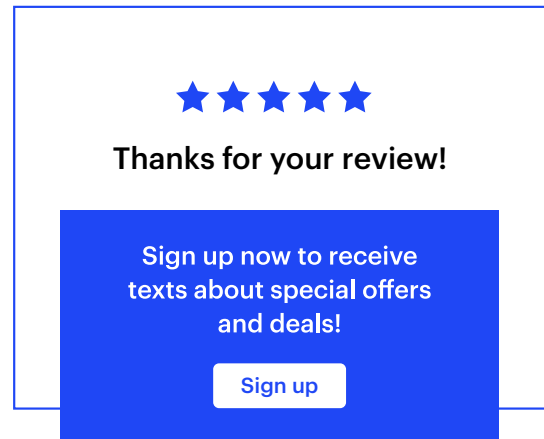 Thanks for your review!
Sign up now to receive
texts about special offers
and deals!
Sign up